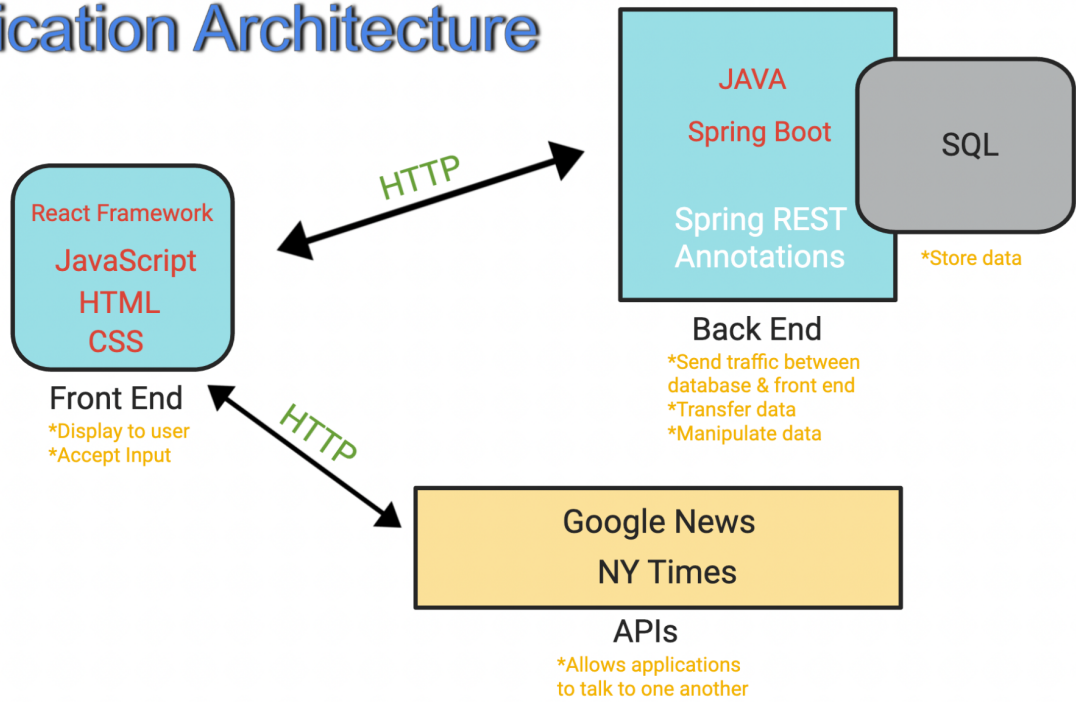 ication Architecture
JAVA
Spring Boot
Spring REST
Annotations
SQL
*Store data
Back End
*Send traffic between
database & front end
*Transfer data
*Manipulate data
HTTP
React Framework
JavaScript
HTML
CSS
Front End
*Display to user
*Accept Input
HTTP
Google News
NY Times
APIs
*Allows applications
to talk to one another